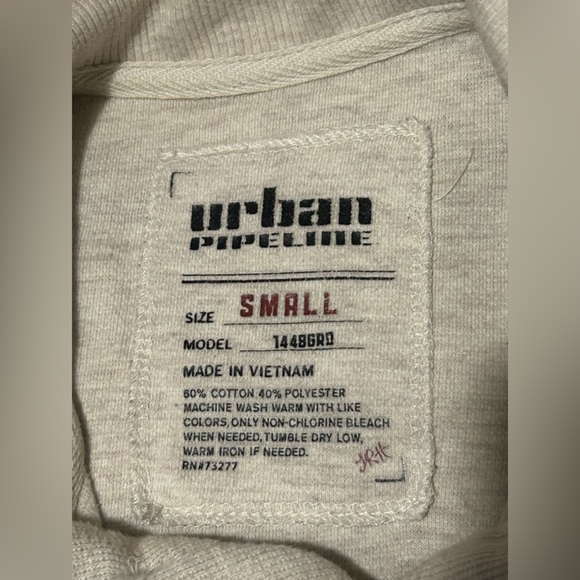 urban
PIPELINE
SIZE SMALL
MODEL 1448GRD
MADE IN VIETNAM
60% COTTON 40% POLYESTER
MACHINE WASH WARM WITH LIKE
COLORS, ONLY NON-CHLORINE BLEACH
WHEN NEEDED, TUMBLE DRY LOW,
WARM IRON IF NEEDED.
RN#73277